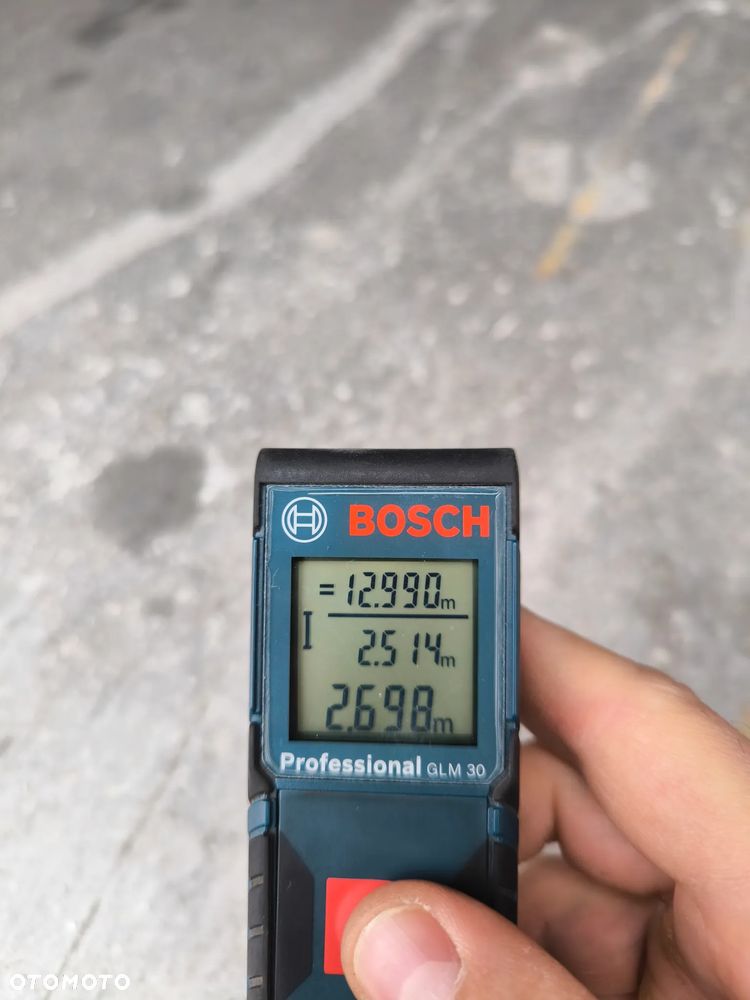 BOSCH
=12.990m
2.514m
2.698m
Professional GLM 30
OTOMOTO